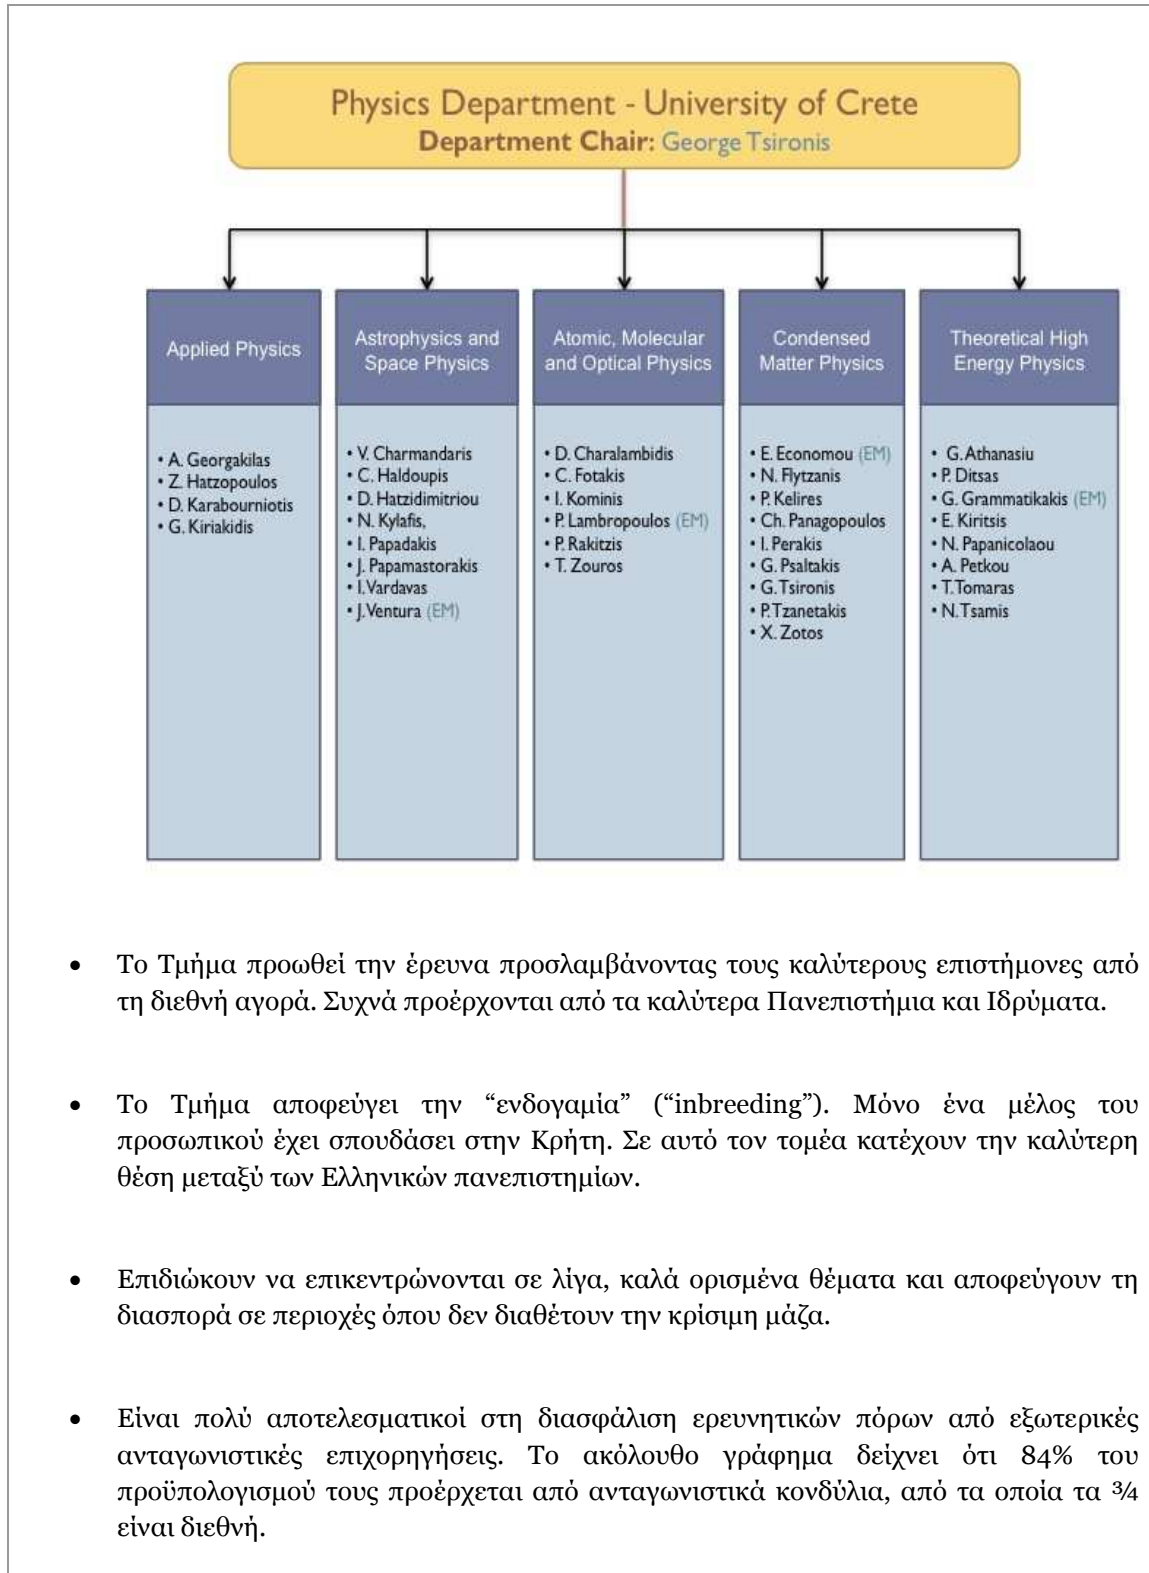 Physics Department - University of Crete
Department Chair: George Tsironis
Applied Physics
• A. Georgakilas
• Z. Hatzopoulos
• D. Karabourniotis
• G. Kiriakidis
Astrophysics and
Space Physics
• V. Charmandaris
• C. Haldoupis
• D. Hatzidimitriou
• N. Kylafis,
• I. Papadakis
• J. Papamastorakis
• I. Vardavas
• J. Ventura (EM)
Atomic, Molecular
and Optical Physics
• D. Charalambidis
• C. Fotakis
• I. Kominis
• P. Lambropoulos (EM)
• P. Rakitzis
• T. Zouros
Condensed
Matter Physics
• E. Economou (EM)
• N. Flytzanis
• P. Kelires
• Ch. Panagopoulos
• I. Perakis
• G. Psaltakis
• G. Tsironis
• P. Tzanetakis
• X. Zotos
Theoretical High
Energy Physics
• G. Athanasiu
• P. Ditsas
• G. Grammatikakis (EM)
• E. Kiritsis
• N. Papanicolaou
• A. Petkou
• T. Tomaras
• N. Tsamis
• Το Τμήμα προωθεί την έρευνα προσλαμβάνοντας τους καλύτερους επιστήμονες από
τη διεθνή αγορά. Συχνά προέρχονται από τα καλύτερα Πανεπιστήμια και Ιδρύματα.
• Το Τμήμα αποφεύγει την “ενδογαμία” (“inbreeding”). Μόνο ένα μέλος του
προσωπικού έχει σπουδάσει στην Κρήτη. Σε αυτό τον τομέα κατέχουν την καλύτερη
θέση μεταξύ των Ελληνικών πανεπιστημίων.
• Επιδιώκουν να επικεντρώνονται σε λίγα, καλά ορισμένα θέματα και αποφεύγουν τη
διασπορά σε περιοχές όπου δεν διαθέτουν την κρίσιμη μάζα.
• Είναι πολύ αποτελεσματικοί στη διασφάλιση ερευνητικών πόρων από εξωτερικές
ανταγωνιστικές επιχορηγήσεις. Το ακόλουθο γράφημα δείχνει ότι 84% του
προϋπολογισμού τους προέρχεται από ανταγωνιστικά κονδύλια, από τα οποία τα ¾
είναι διεθνή.